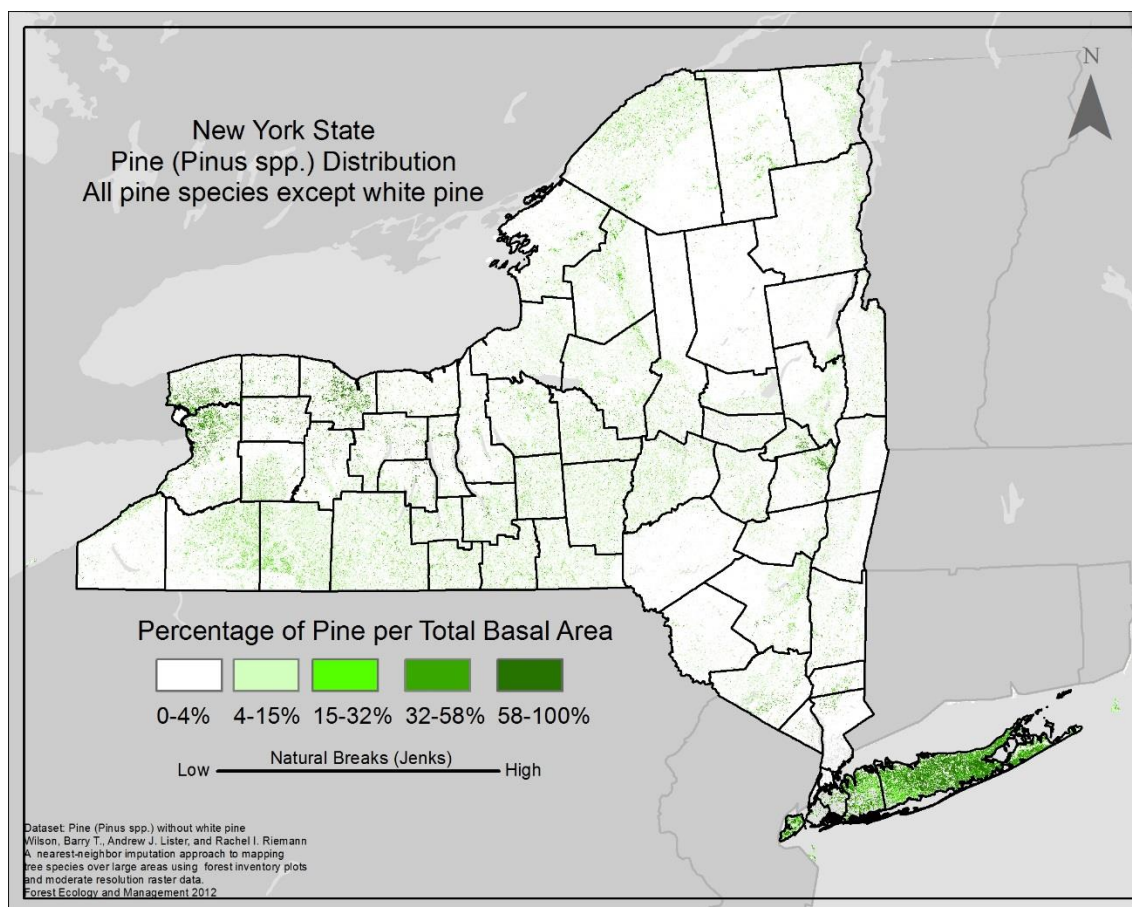 N
New York State
Pine (Pinus spp.) Distribution
All pine species except white pine
Percentage of Pine per Total Basal Area
0-4% 4-15% 15-32% 32-58% 58-100%
Natural Breaks (Jenks)
Low High
Dataset: Pine (Pinus spp.) without white pine
Wilson, Barry T., Andrew J. Lister, and Rachel I. Riemann
A nearest-neighbor imputation approach to mapping
tree species over large areas using forest inventory plots
and moderate resolution raster data.
Forest Ecology and Management 2012